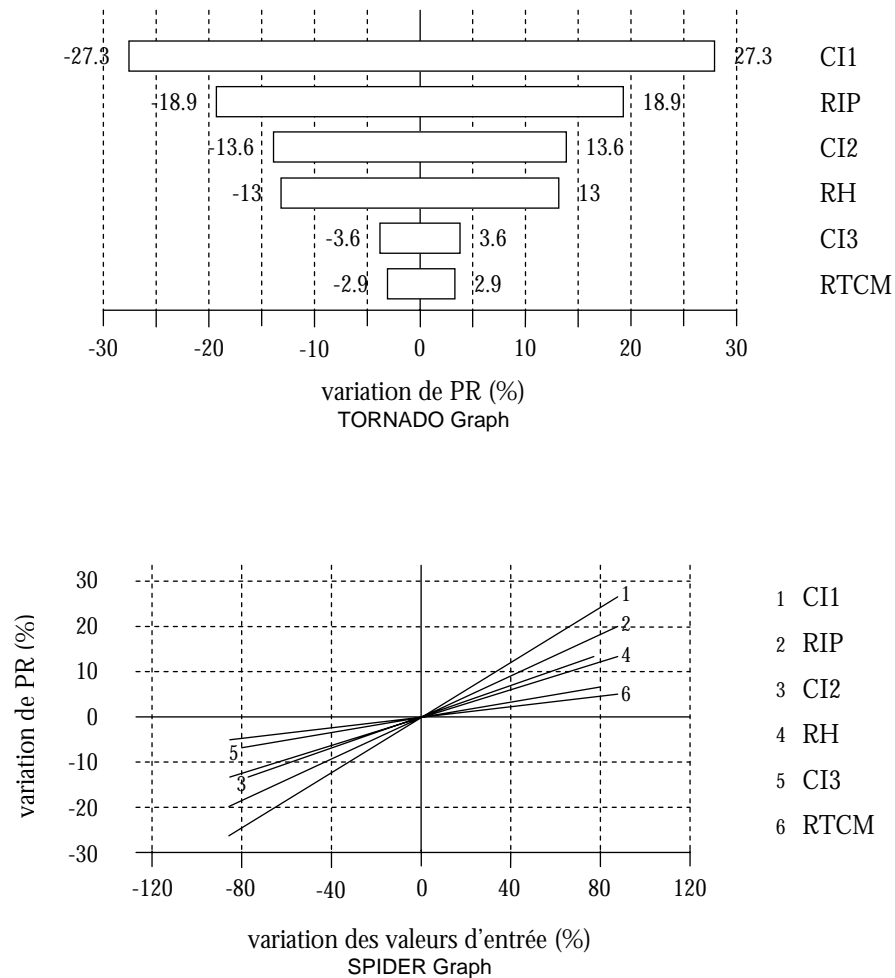 -27.3 27.3 CI1
-18.9 18.9 RIP
-13.6 13.6 CI2
-13 13 RH
-3.6 3.6 CI3
-2.9 2.9 RTCM
-30 -20 -10 0 10 20 30
variation de PR (%)
TORNADO Graph
30
20
10
0
-10
-20
-30
variation de PR (%)
1
2
4
6
5
3
-120 -80 -40 0 40 80 120
variation des valeurs d'entrée (%)
SPIDER Graph
1 CI1
2 RIP
3 CI2
4 RH
5 CI3
6 RTCM